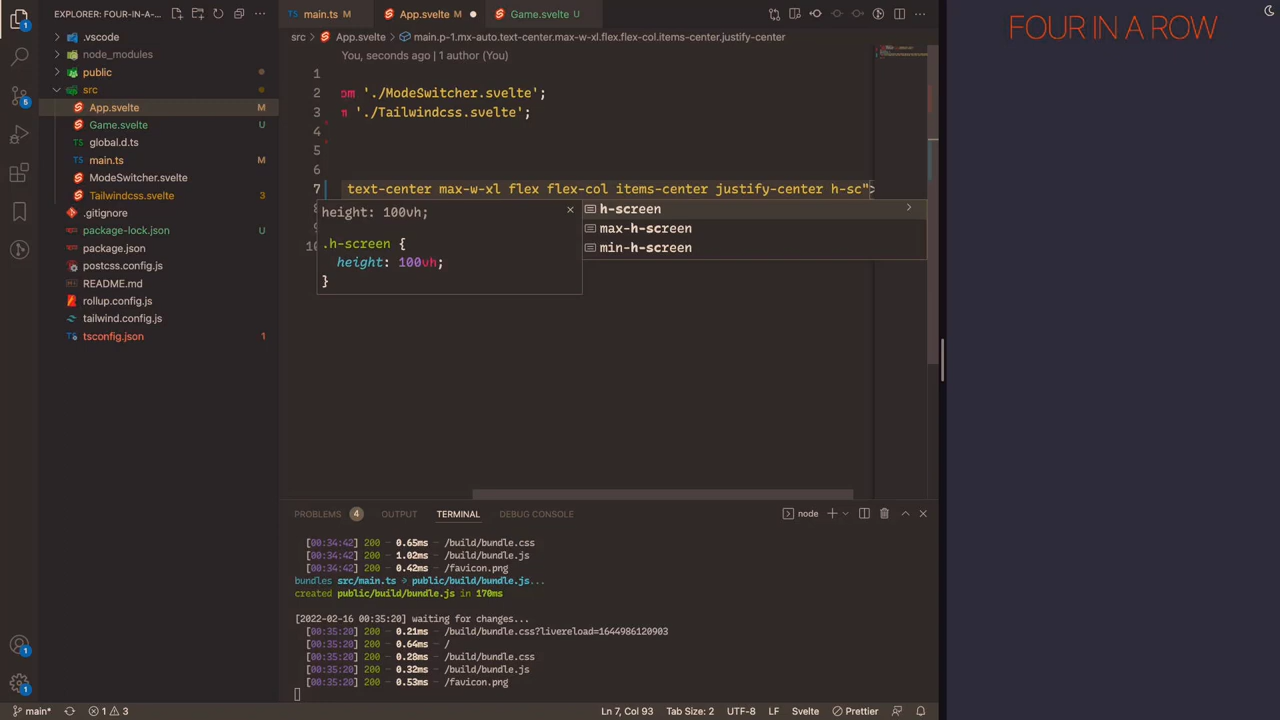 EXPLORER: FOUR-IN-A-...
.vscode
node_modules
public
src
App.svelte M
Game.svelte U
global.d.ts
main.ts M
ModeSwitcher.svelte
Tailwindcss.svelte 3
.gitignore
package-lock.json U
package.json
postcss.config.js
README.md
rollup.config.js
tailwind.config.js
tsconfig.json 1
main.ts M
App.svelte M
Game.svelte U
src > App.svelte > main.p-1.mx-auto.text-center.max-w-xl.flex.flex-col.items-center.justify-center
You, seconds ago | 1 author (You)
1
2 om './ModeSwitcher.svelte';
3 m './Tailwindcss.svelte';
4
5
6
7 text-center max-w-xl flex flex-col items-center justify-center h-sc">
height: 100vh;
.h-screen {
height: 100vh;
}
h-screen
max-h-screen
min-h-screen
PROBLEMS 4 OUTPUT TERMINAL DEBUG CONSOLE
node
[00:34:42] 200 – 0.65ms – /build/bundle.css
[00:34:42] 200 – 1.02ms – /build/bundle.js
[00:34:42] 200 – 0.42ms – /favicon.png
bundles src/main.ts → public/build/bundle.js...
created public/build/bundle.js in 170ms
[2022-02-16 00:35:20] waiting for changes...
[00:35:20] 200 – 0.21ms – /build/bundle.css?livereload=1644986120903
[00:35:20] 200 – 0.64ms – /
[00:35:20] 200 – 0.28ms – /build/bundle.css
[00:35:20] 200 – 0.32ms – /build/bundle.js
[00:35:20] 200 – 0.53ms – /favicon.png
main* 1 3 Ln 7, Col 93 Tab Size: 2 UTF-8 LF Svelte Prettier
FOUR IN A ROW